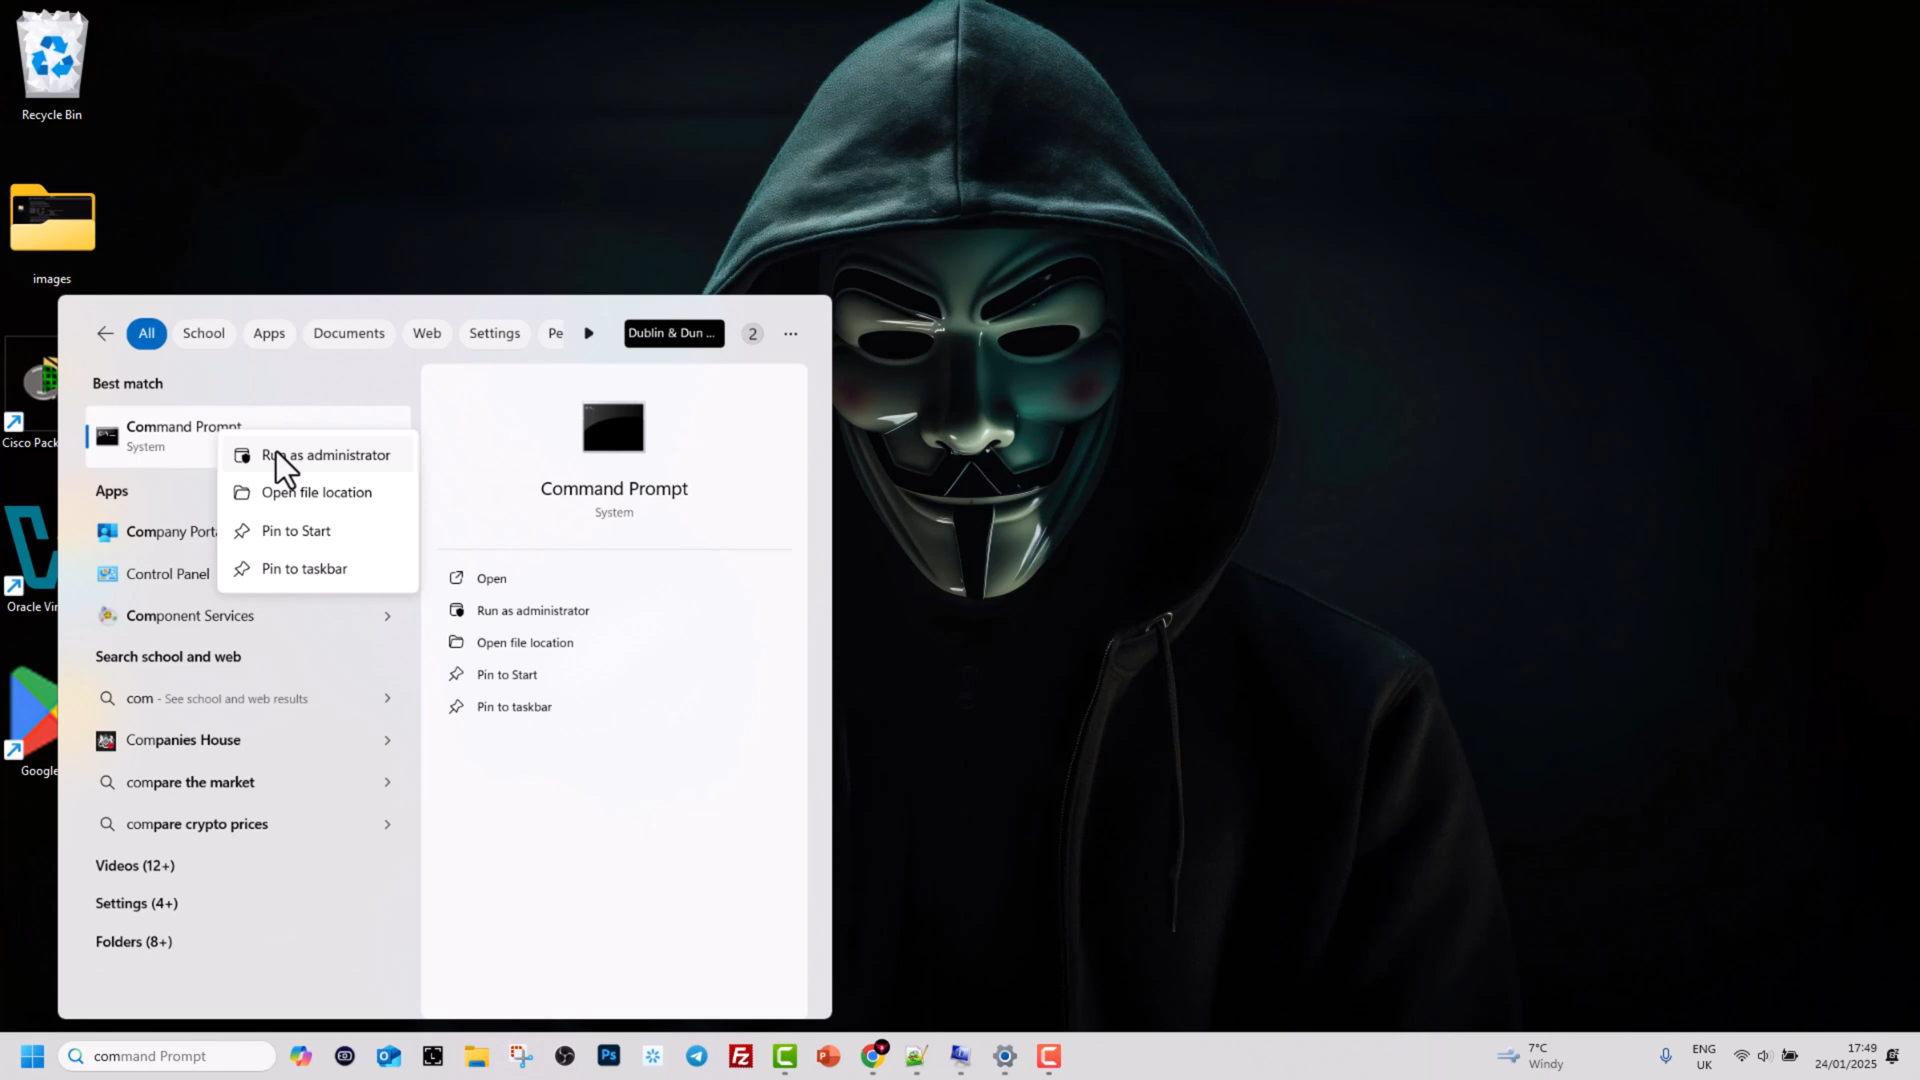 Recycle Bin
images
Cisco Pack
Oracle Vir
Google
All
School
Apps
Documents
Web
Settings
Pe
Dublin & Dun ...
2
Best match
Command Prompt
System
Run as administrator
Open file location
Pin to Start
Pin to taskbar
Apps
Company Porta
Control Panel
Component Services
Search school and web
com - See school and web results
Companies House
compare the market
compare crypto prices
Videos (12+)
Settings (4+)
Folders (8+)
Command Prompt
System
Open
Run as administrator
Open file location
Pin to Start
Pin to taskbar
command Prompt
Ps
Fz
7°C
Windy
ENG
UK
17:49
24/01/2025